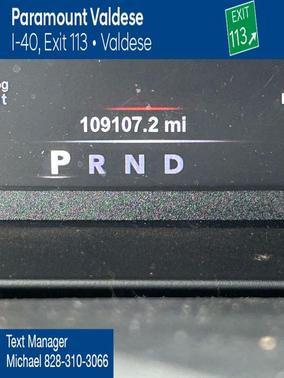 Paramount Valdese
I-40, Exit 113 • Valdese
EXIT
113
109107.2 mi
P R N D
Text Manager
Michael 828-310-3066